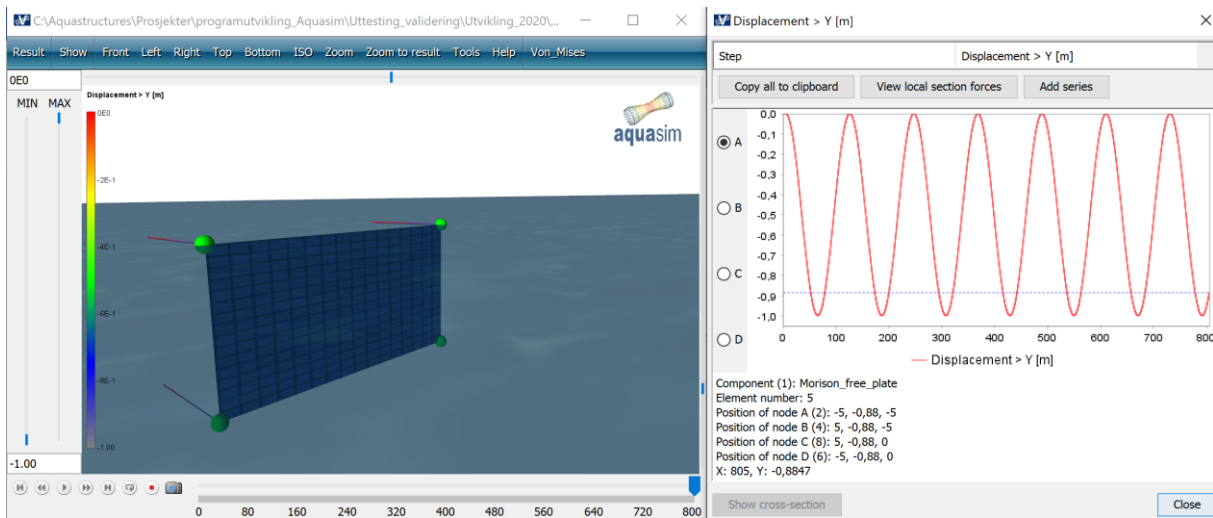 C:\Aquastructures\Prosjekter\programutvikling_Aquasim\Uttesting_validering\Utvikling_2020\...
Result Show Front Left Right Top Bottom ISO Zoom Zoom to result Tools Help Von_Mises
0E0
MIN MAX
Displacement > Y [m]
0E0
-2E-1
-4E-1
-6E-1
-8E-1
-1.00
aquasim
-1.00
0 80 160 240 320 400 480 560 640 720 800
Displacement > Y [m]
Step Displacement > Y [m]
Copy all to clipboard View local section forces Add series
A
B
C
D
0,0
-0,1
-0,2
-0,3
-0,4
-0,5
-0,6
-0,7
-0,8
-0,9
-1,0
0 100 200 300 400 500 600 700 800
Displacement > Y [m]
Component (1): Morison_free_plate
Element number: 5
Position of node A (2): -5, -0,88, -5
Position of node B (4): 5, -0,88, -5
Position of node C (8): 5, -0,88, 0
Position of node D (6): -5, -0,88, 0
X: 805, Y: -0,8847
Show cross-section Close